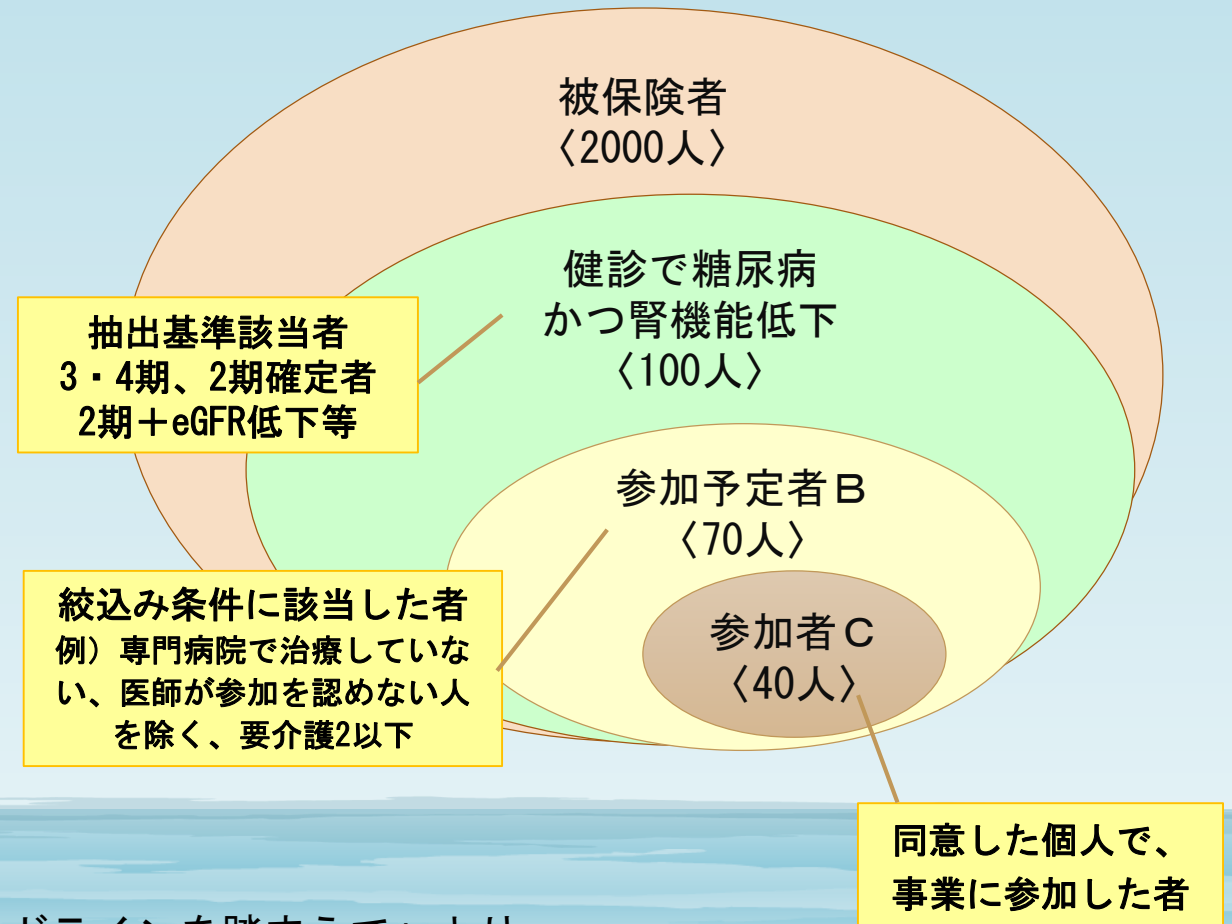 被保険者
〈2000人〉
健診で糖尿病
かつ腎機能低下
〈100人〉
抽出基準該当者
3・4期、2期確定者
2期＋eGFR低下等
参加予定者Ｂ
〈70人〉
絞込み条件に該当した者
例）専門病院で治療していな
い、医師が参加を認めない人
を除く、要介護2以下
参加者Ｃ
〈40人〉
同意した個人で、
事業に参加した者